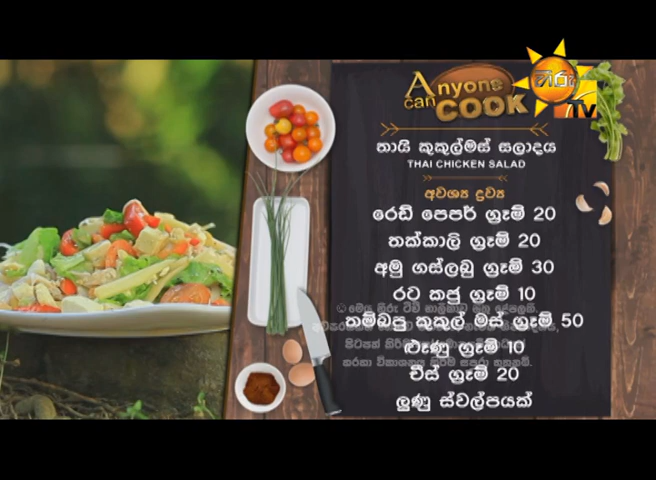 Anyone
can COOK
හිරු
TV
තායි කුකුල්මස් සලාදය
THAI CHICKEN SALAD
අවශ්‍ය ද්‍රව්‍ය
රෙඩ් පෙපර් ග්‍රෑම් 20
තක්කාලි ග්‍රෑම් 20
අමු ගස්ලබු ග්‍රෑම් 30
රට කජු ග්‍රෑම් 10
තම්බපු කුකුල් මස් ග්‍රෑම් 50
ළූණු ග්‍රෑම් 10
චීස් ග්‍රෑම් 20
ලුණු ස්වල්පයක්